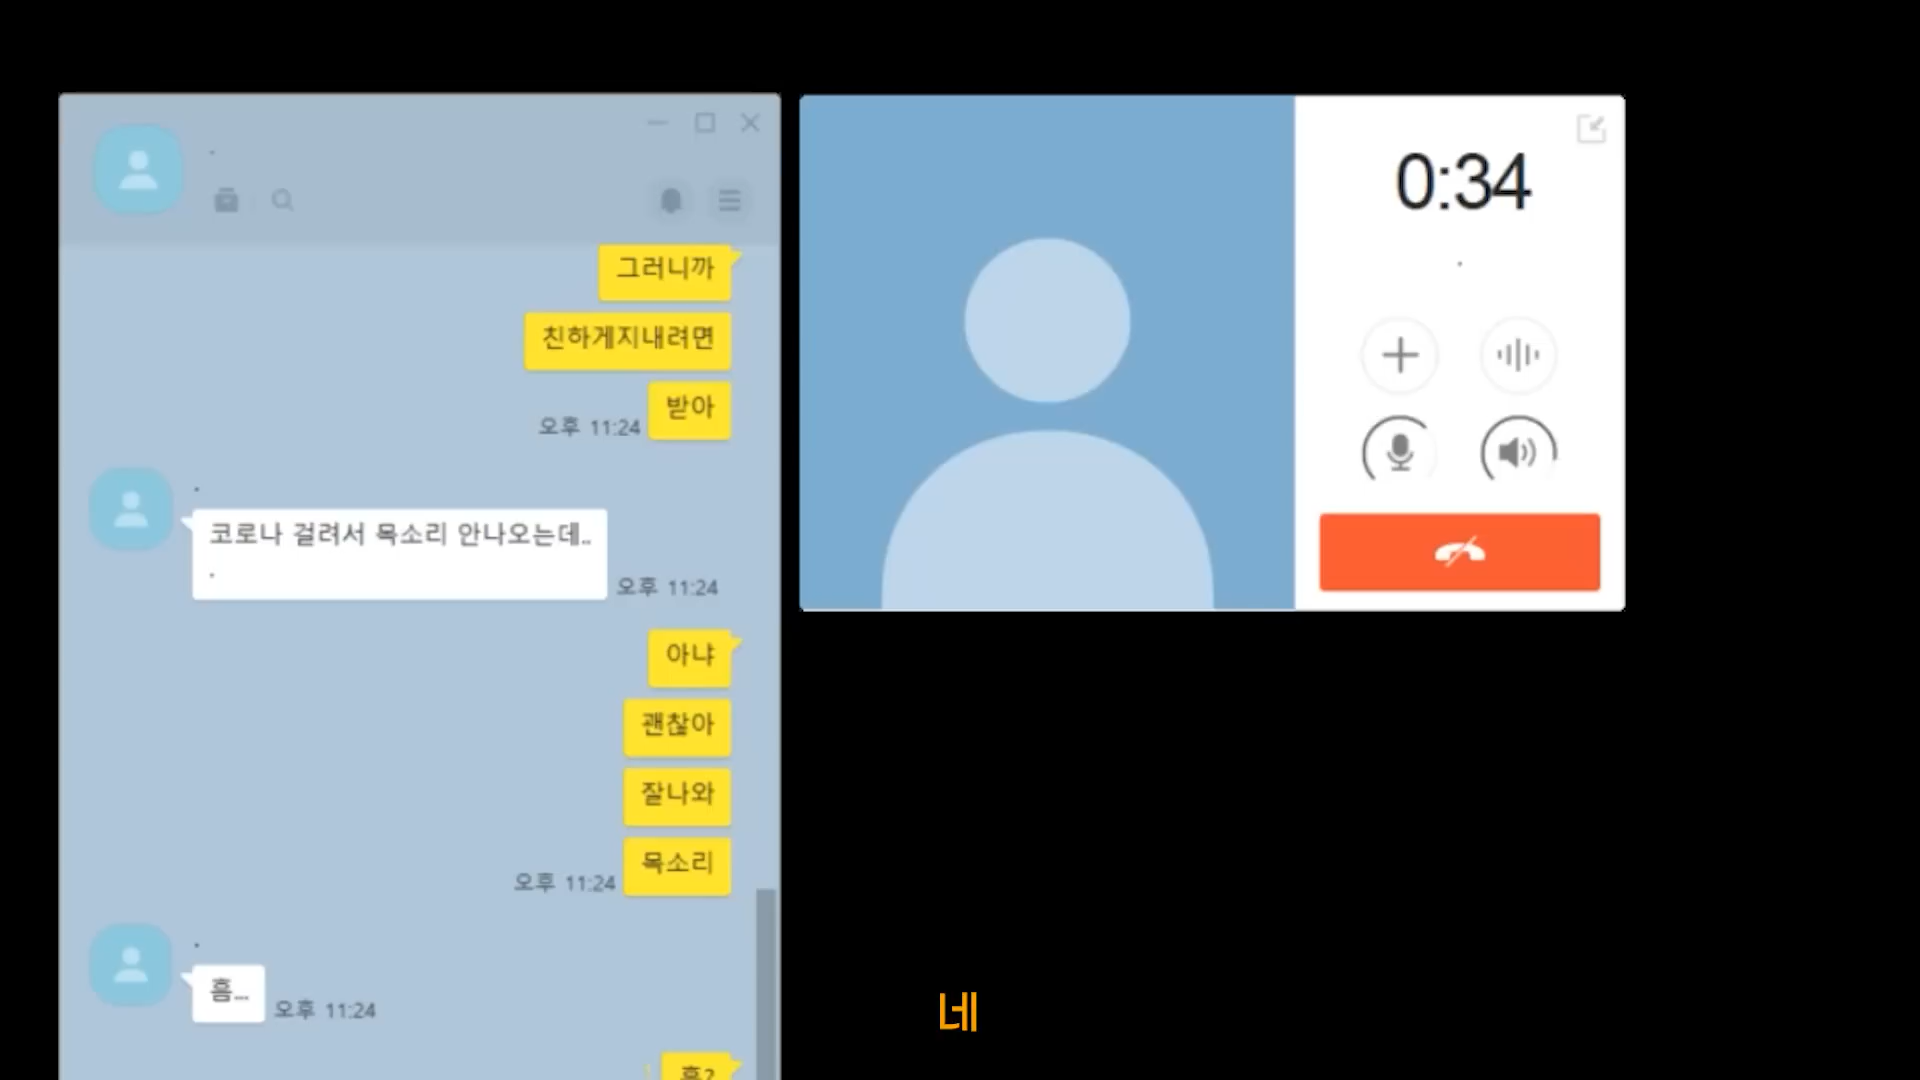 그러니까
친하게지내려면
받아
오후 11:24
.
코로나 걸려서 목소리 안나오는데..
.
오후 11:24
아냐
괜찮아
잘나와
목소리
오후 11:24
.
흠...
오후 11:24
흠?
0:34
.
네